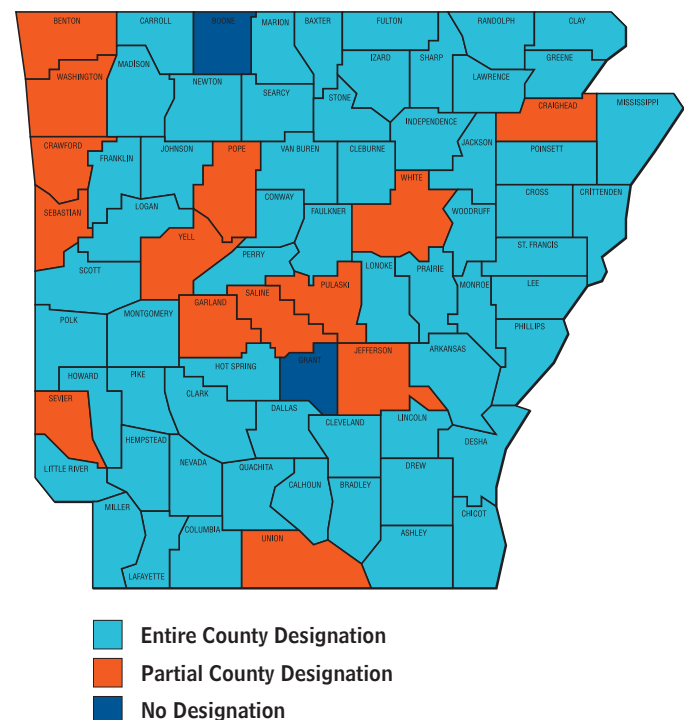 BENTON
CARROLL
BOONE
MARION
BAXTER
FULTON
RANDOLPH
CLAY
WASHINGTON
MADISON
NEWTON
SEARCY
STONE
IZARD
SHARP
LAWRENCE
GREENE
CRAIGHEAD
MISSISSIPPI
CRAWFORD
FRANKLIN
JOHNSON
POPE
VAN BUREN
CLEBURNE
INDEPENDENCE
JACKSON
POINSETT
SEBASTIAN
LOGAN
CONWAY
FAULKNER
WHITE
WOODRUFF
CROSS
CRITTENDEN
SCOTT
YELL
PERRY
LONOKE
PRAIRIE
ST. FRANCIS
POLK
MONTGOMERY
GARLAND
SALINE
PULASKI
MONROE
LEE
PHILLIPS
HOWARD
PIKE
HOT SPRING
GRANT
JEFFERSON
ARKANSAS
SEVIER
CLARK
DALLAS
CLEVELAND
LINCOLN
DESHA
LITTLE RIVER
HEMPSTEAD
NEVADA
QUACHITA
CALHOUN
BRADLEY
DREW
CHICOT
MILLER
LAFAYETTE
COLUMBIA
UNION
ASHLEY
Entire County Designation
Partial County Designation
No Designation